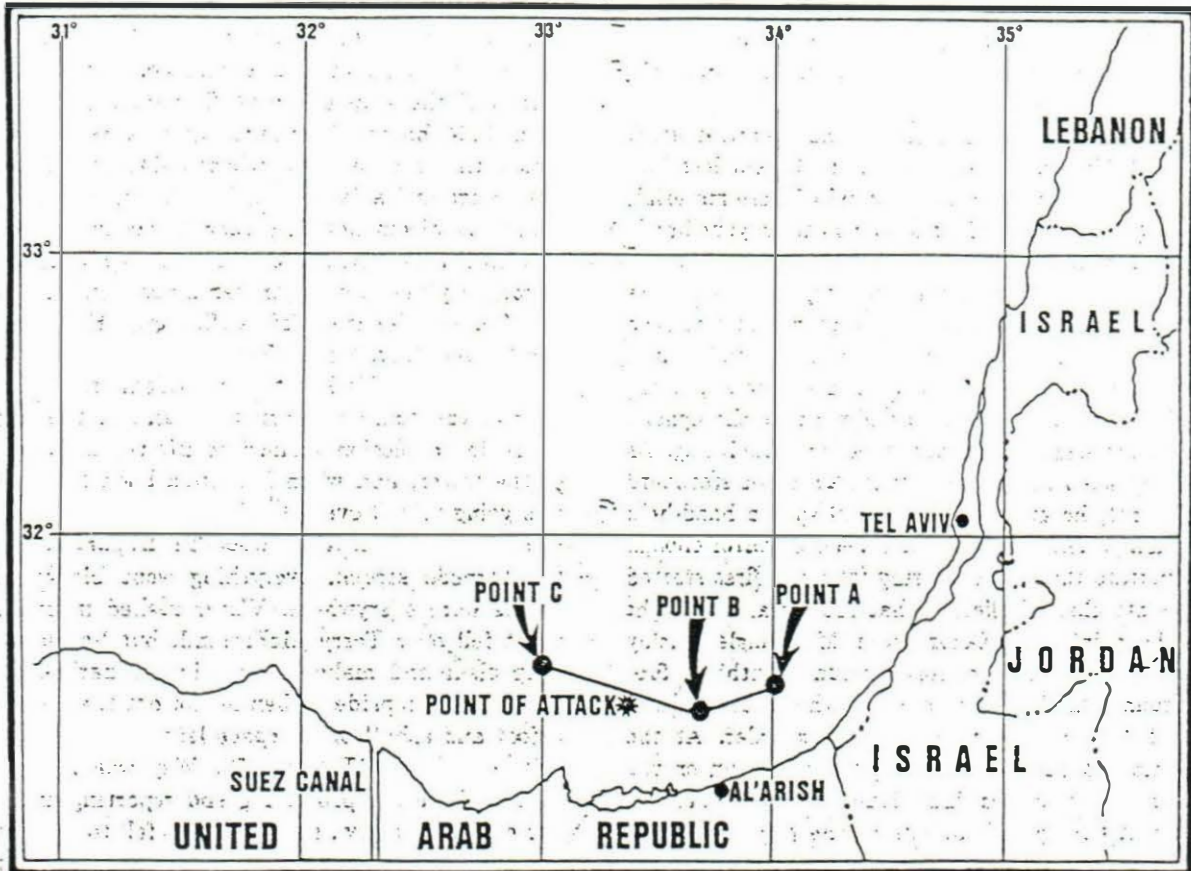 31° 32° 33° 34° 35°
LEBANON
33°
ISRAEL
TEL AVIV
32°
POINT C
POINT B
POINT A
JORDAN
POINT OF ATTACK
ISRAEL
SUEZ CANAL
AL'ARISH
UNITED ARAB REPUBLIC